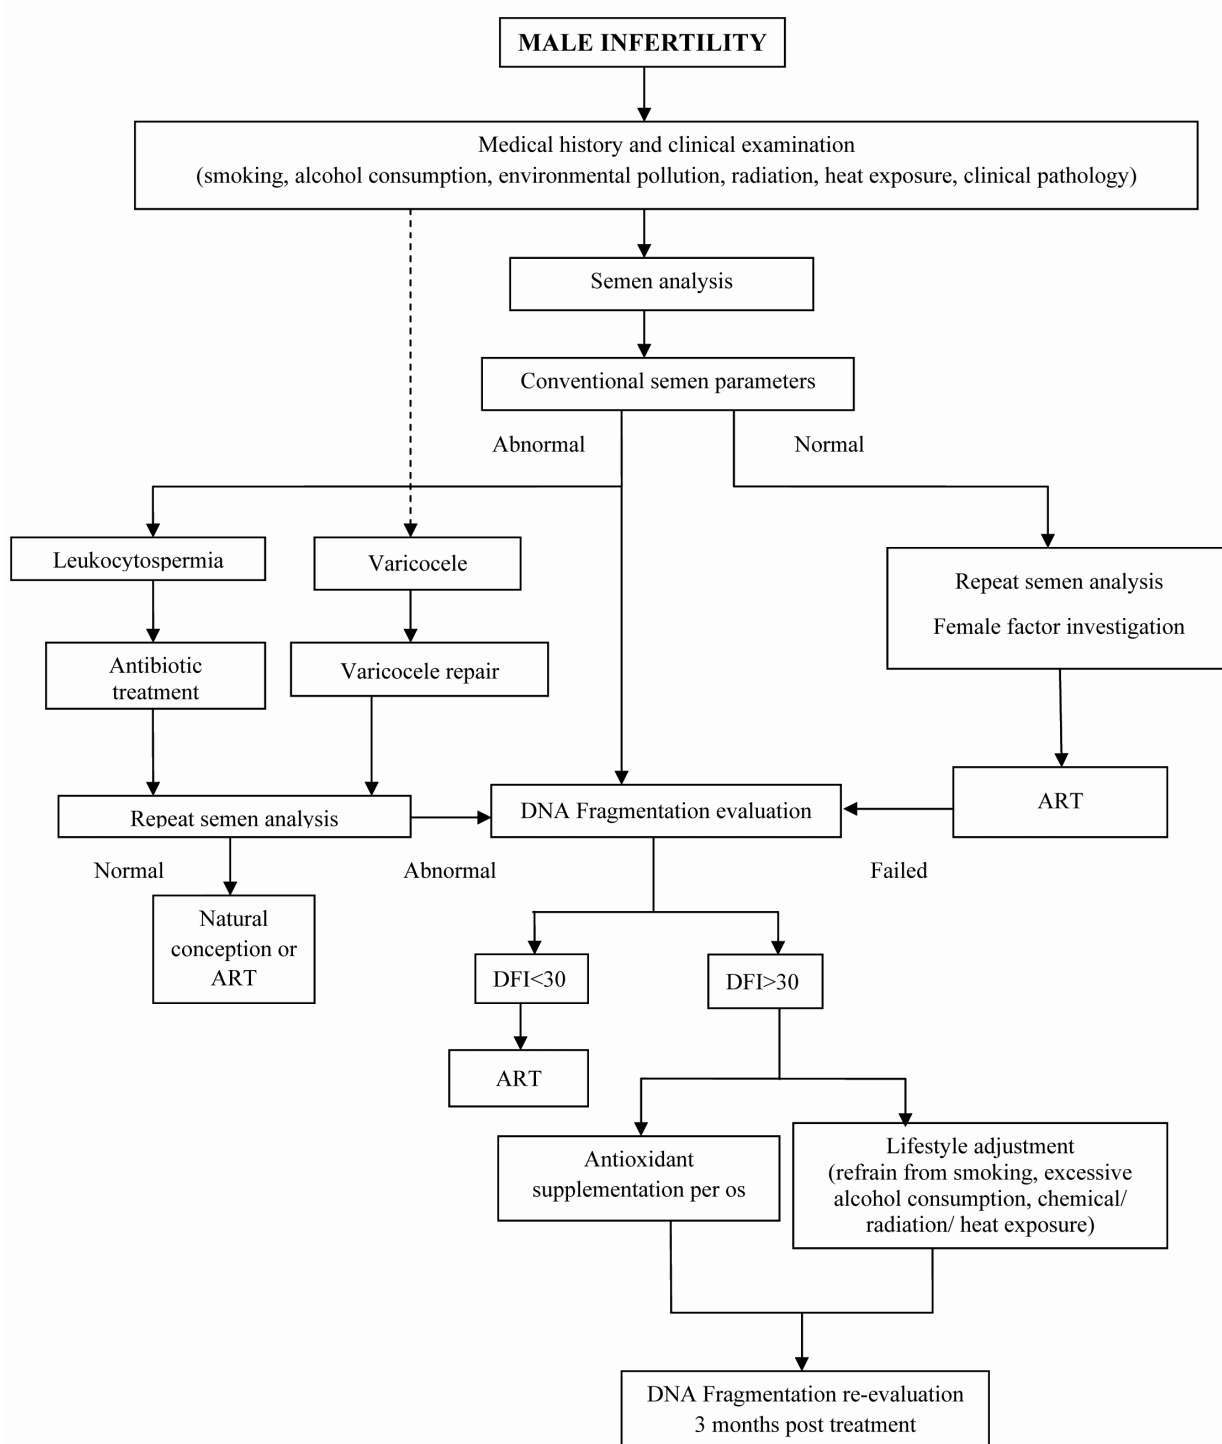 MALE INFERTILITY
Medical history and clinical examination
(smoking, alcohol consumption, environmental pollution, radiation, heat exposure, clinical pathology)
Semen analysis
Conventional semen parameters
Abnormal
Normal
Leukocytospermia
Varicocele
Repeat semen analysis
Female factor investigation
Antibiotic
treatment
Varicocele repair
Repeat semen analysis
DNA Fragmentation evaluation
ART
Normal
Abnormal
Failed
Natural
conception or
ART
DFI<30
DFI>30
ART
Antioxidant
supplementation per os
Lifestyle adjustment
(refrain from smoking, excessive
alcohol consumption, chemical/
radiation/ heat exposure)
DNA Fragmentation re-evaluation
3 months post treatment